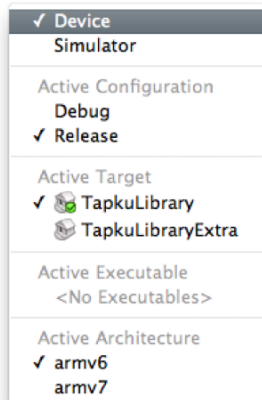 ✓ Device
Simulator
Active Configuration
Debug
✓ Release
Active Target
✓ TapkuLibrary
TapkuLibraryExtra
Active Executable
<No Executables>
Active Architecture
✓ armv6
armv7